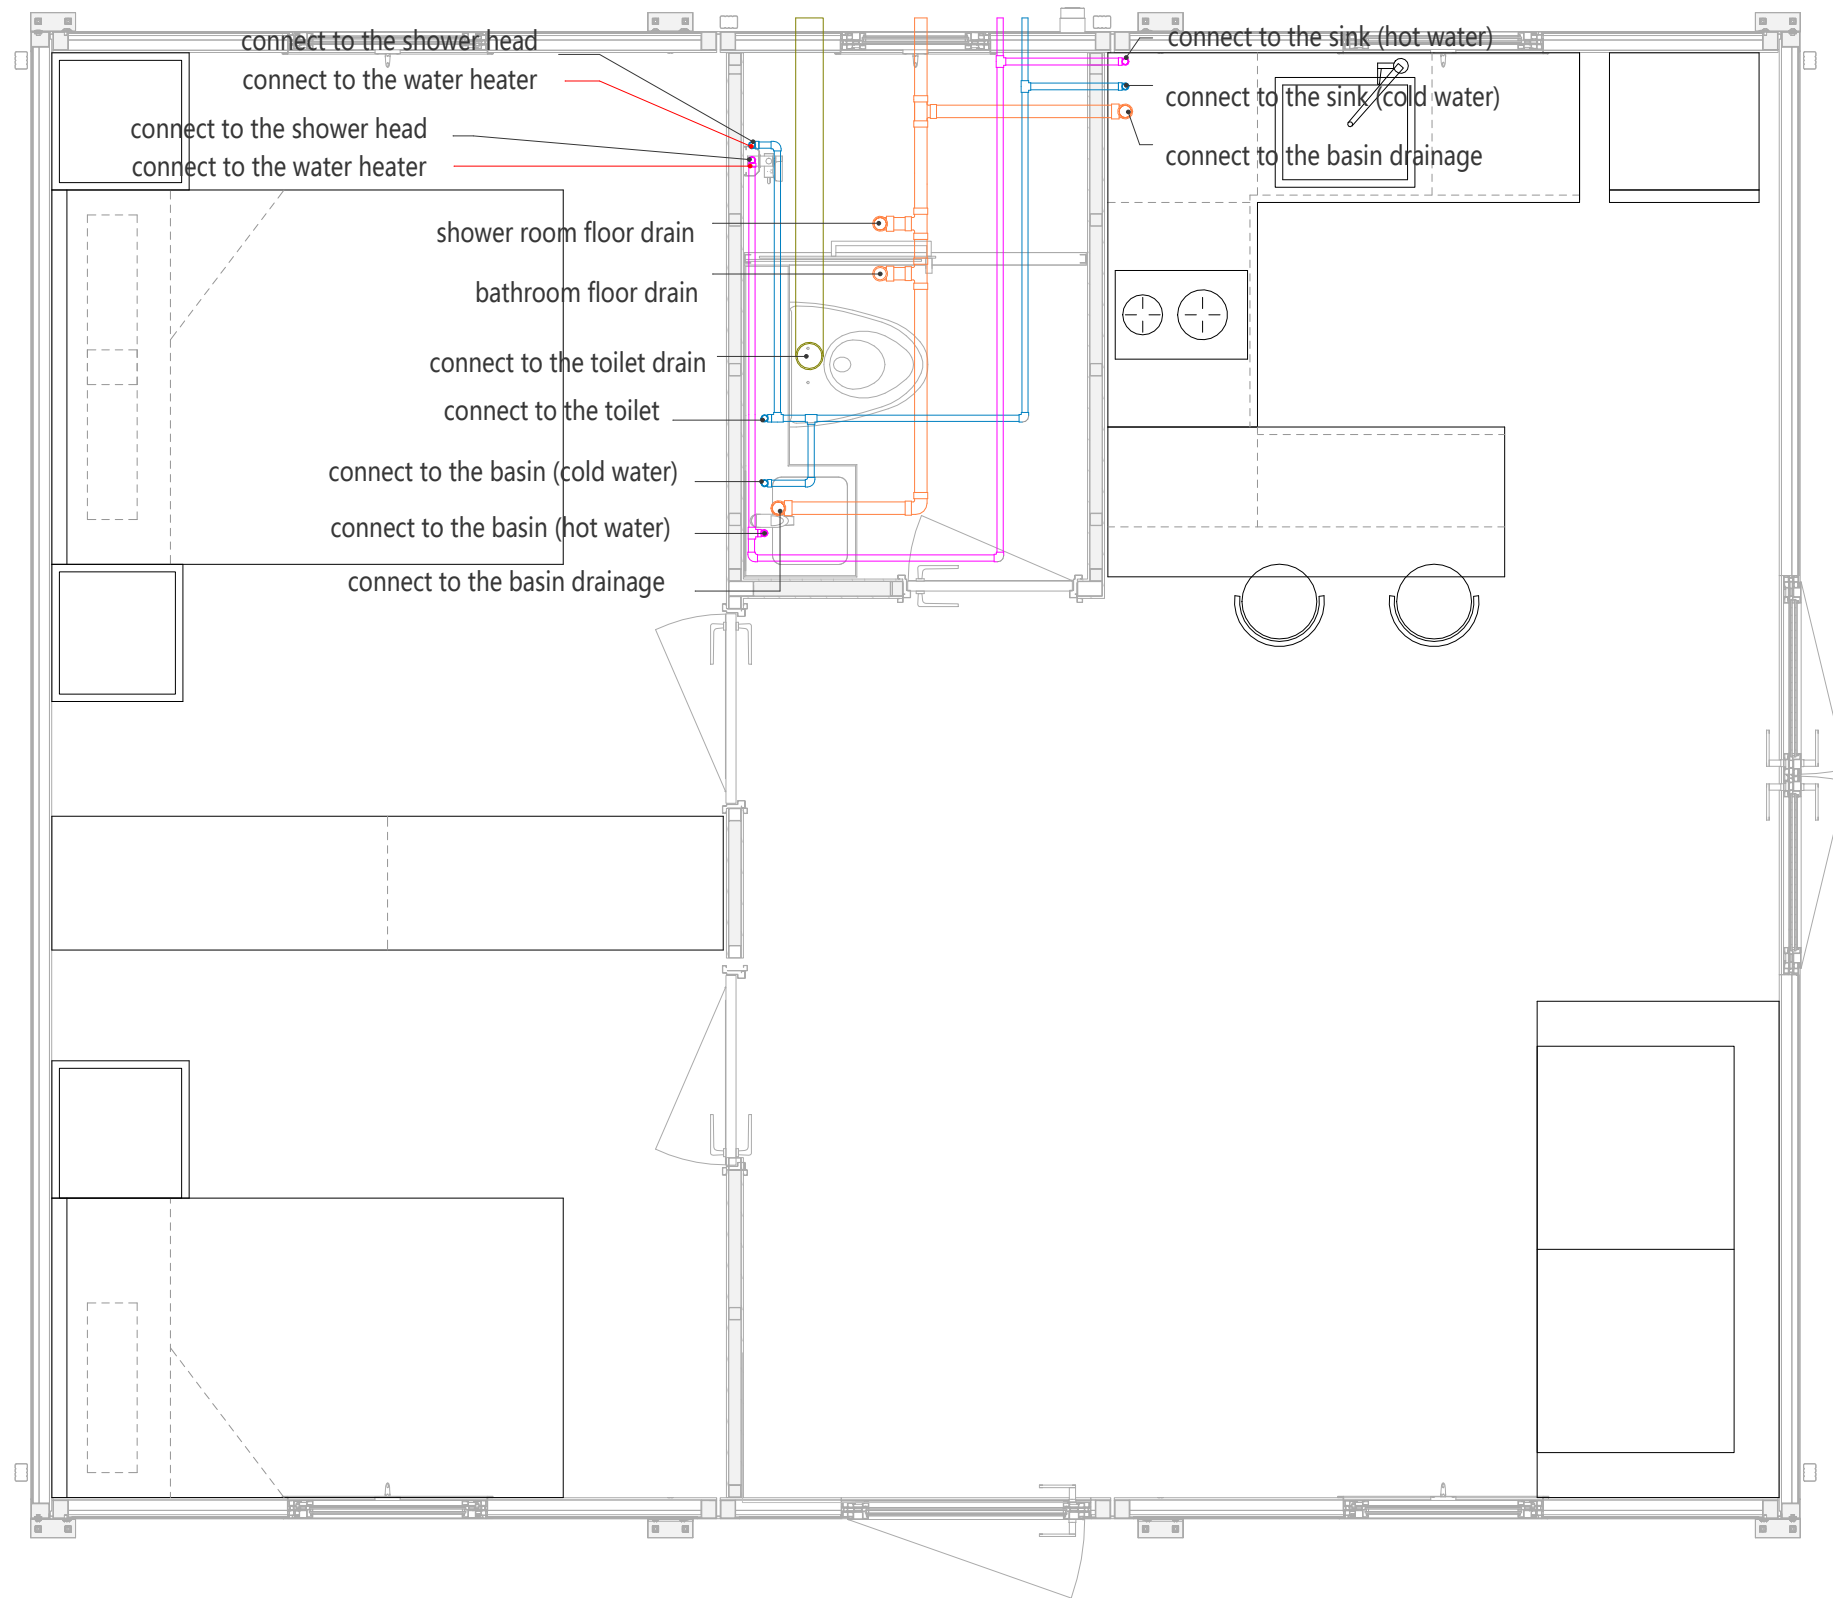 connect to the shower head
connect to the water heater
connect to the shower head
connect to the water heater
shower room floor drain
bathroom floor drain
connect to the toilet drain
connect to the toilet
connect to the basin (cold water)
connect to the basin (hot water)
connect to the basin drainage
connect to the sink (hot water)
connect to the sink (cold water)
connect to the basin drainage